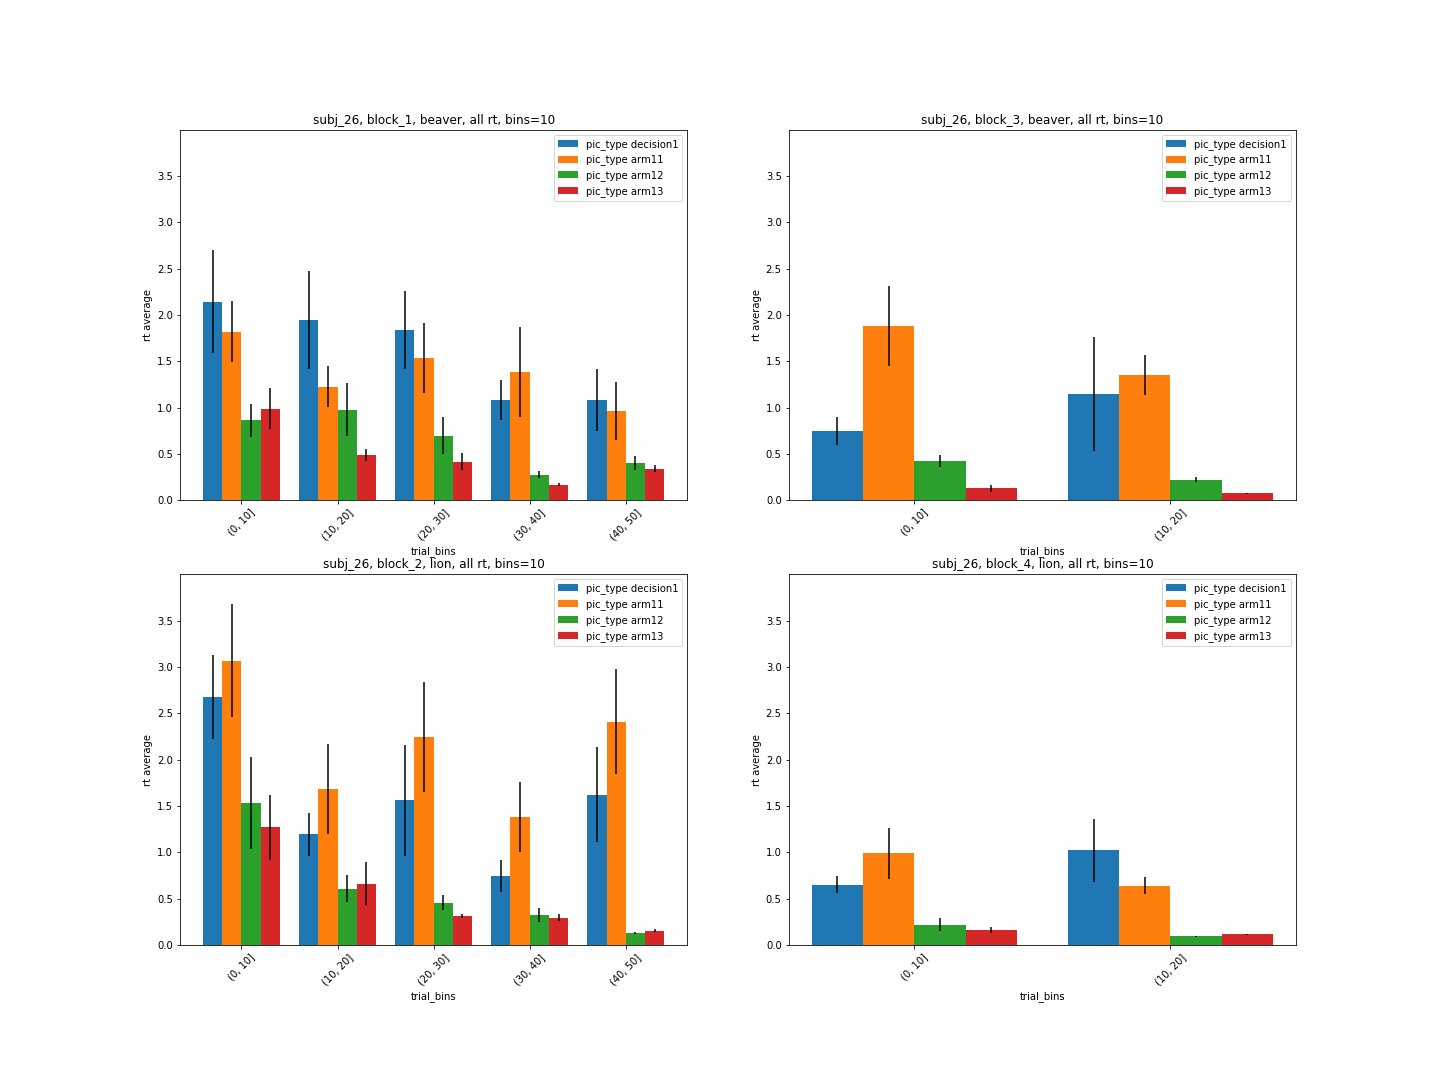 subj_26, block_1, beaver, all rt, bins=10
pic_type decision1
pic_type arm11
pic_type arm12
pic_type arm13
rt average
3.5
3.0
2.5
2.0
1.5
1.0
0.5
0.0
(0, 10]
(10, 20]
(20, 30]
(30, 40]
(40, 50]
trial_bins
subj_26, block_3, beaver, all rt, bins=10
pic_type decision1
pic_type arm11
pic_type arm12
pic_type arm13
rt average
3.5
3.0
2.5
2.0
1.5
1.0
0.5
0.0
(0, 10]
(10, 20]
trial_bins
subj_26, block_2, lion, all rt, bins=10
pic_type decision1
pic_type arm11
pic_type arm12
pic_type arm13
rt average
3.5
3.0
2.5
2.0
1.5
1.0
0.5
0.0
(0, 10]
(10, 20]
(20, 30]
(30, 40]
(40, 50]
trial_bins
subj_26, block_4, lion, all rt, bins=10
pic_type decision1
pic_type arm11
pic_type arm12
pic_type arm13
rt average
3.5
3.0
2.5
2.0
1.5
1.0
0.5
0.0
(0, 10]
(10, 20]
trial_bins